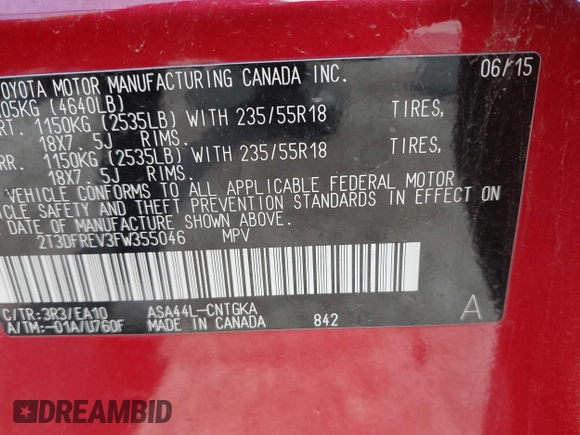 TOYOTA MOTOR MANUFACTURING CANADA INC. 06/15
105KG (4640LB)
RT. 1150KG (2535LB) WITH 235/55R18 TIRES,
18X7.5J RIMS.
RR. 1150KG (2535LB) WITH 235/55R18 TIRES,
18X7.5J RIMS.
VEHICLE CONFORMS TO ALL APPLICABLE FEDERAL MOTOR
ICLE SAFETY AND THEFT PREVENTION STANDARDS IN EFFECT
DATE OF MANUFACTURE SHOWN ABOVE.
2T3DFREV3FW355046 MPV
C/TR:3R3/EA10 ASA44L-CNTGKA A
A/TM:-01A/U760F MADE IN CANADA 842
DREAMBID